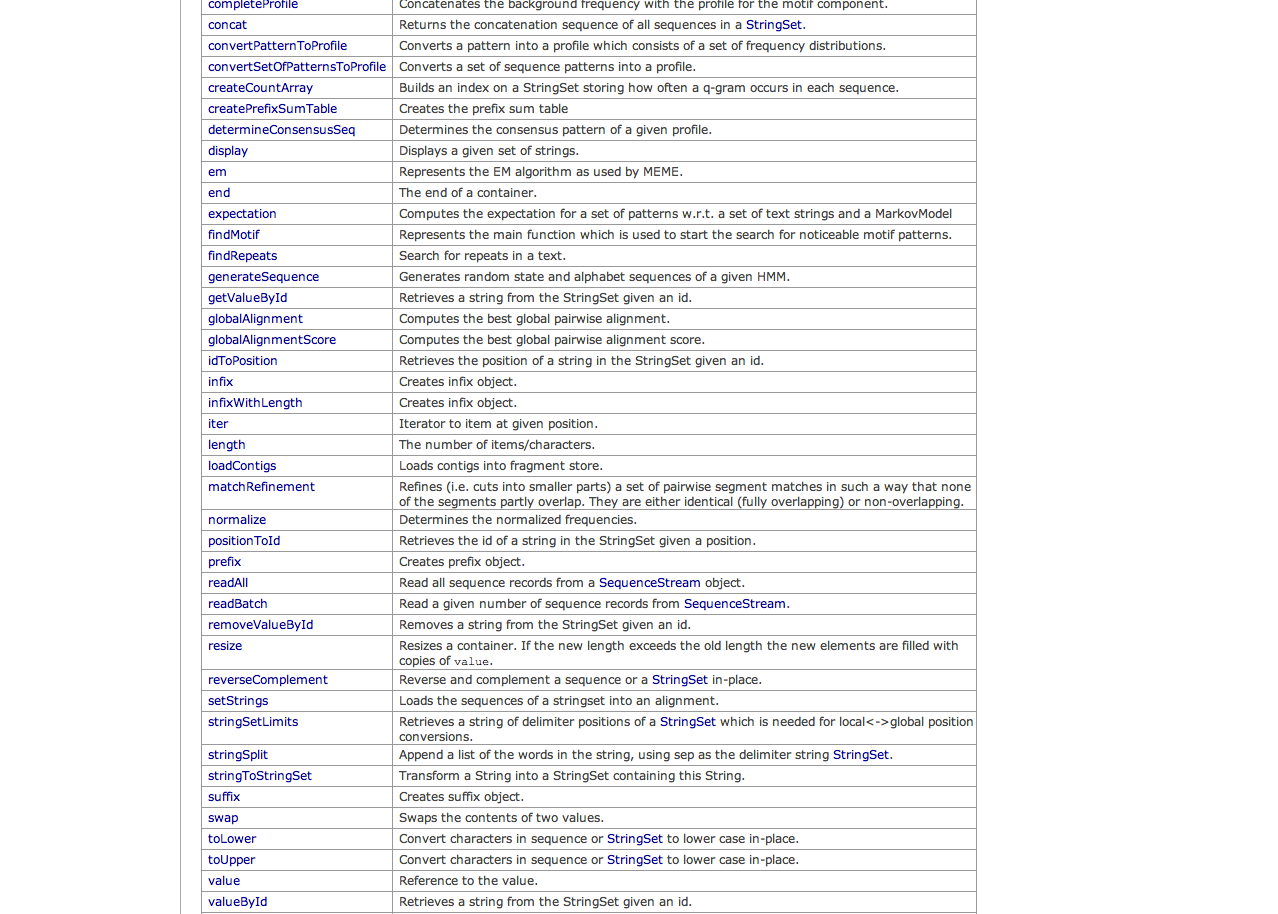 completeProfile Concatenates the background frequency with the profile for the motif component.
concat Returns the concatenation sequence of all sequences in a StringSet.
convertPatternToProfile Converts a pattern into a profile which consists of a set of frequency distributions.
convertSetOfPatternsToProfile Converts a set of sequence patterns into a profile.
createCountArray Builds an index on a StringSet storing how often a q-gram occurs in each sequence.
createPrefixSumTable Creates the prefix sum table
determineConsensusSeq Determines the consensus pattern of a given profile.
display Displays a given set of strings.
em Represents the EM algorithm as used by MEME.
end The end of a container.
expectation Computes the expectation for a set of patterns w.r.t. a set of text strings and a MarkovModel
findMotif Represents the main function which is used to start the search for noticeable motif patterns.
findRepeats Search for repeats in a text.
generateSequence Generates random state and alphabet sequences of a given HMM.
getValueById Retrieves a string from the StringSet given an id.
globalAlignment Computes the best global pairwise alignment.
globalAlignmentScore Computes the best global pairwise alignment score.
idToPosition Retrieves the position of a string in the StringSet given an id.
infix Creates infix object.
infixWithLength Creates infix object.
iter Iterator to item at given position.
length The number of items/characters.
loadContigs Loads contigs into fragment store.
matchRefinement Refines (i.e. cuts into smaller parts) a set of pairwise segment matches in such a way that none
of the segments partly overlap. They are either identical (fully overlapping) or non-overlapping.
normalize Determines the normalized frequencies.
positionToId Retrieves the id of a string in the StringSet given a position.
prefix Creates prefix object.
readAll Read all sequence records from a SequenceStream object.
readBatch Read a given number of sequence records from SequenceStream.
removeValueById Removes a string from the StringSet given an id.
resize Resizes a container. If the new length exceeds the old length the new elements are filled with
copies of value.
reverseComplement Reverse and complement a sequence or a StringSet in-place.
setStrings Loads the sequences of a stringset into an alignment.
stringSetLimits Retrieves a string of delimiter positions of a StringSet which is needed for local<->global position
conversions.
stringSplit Append a list of the words in the string, using sep as the delimiter string StringSet.
stringToStringSet Transform a String into a StringSet containing this String.
suffix Creates suffix object.
swap Swaps the contents of two values.
toLower Convert characters in sequence or StringSet to lower case in-place.
toUpper Convert characters in sequence or StringSet to lower case in-place.
value Reference to the value.
valueById Retrieves a string from the StringSet given an id.